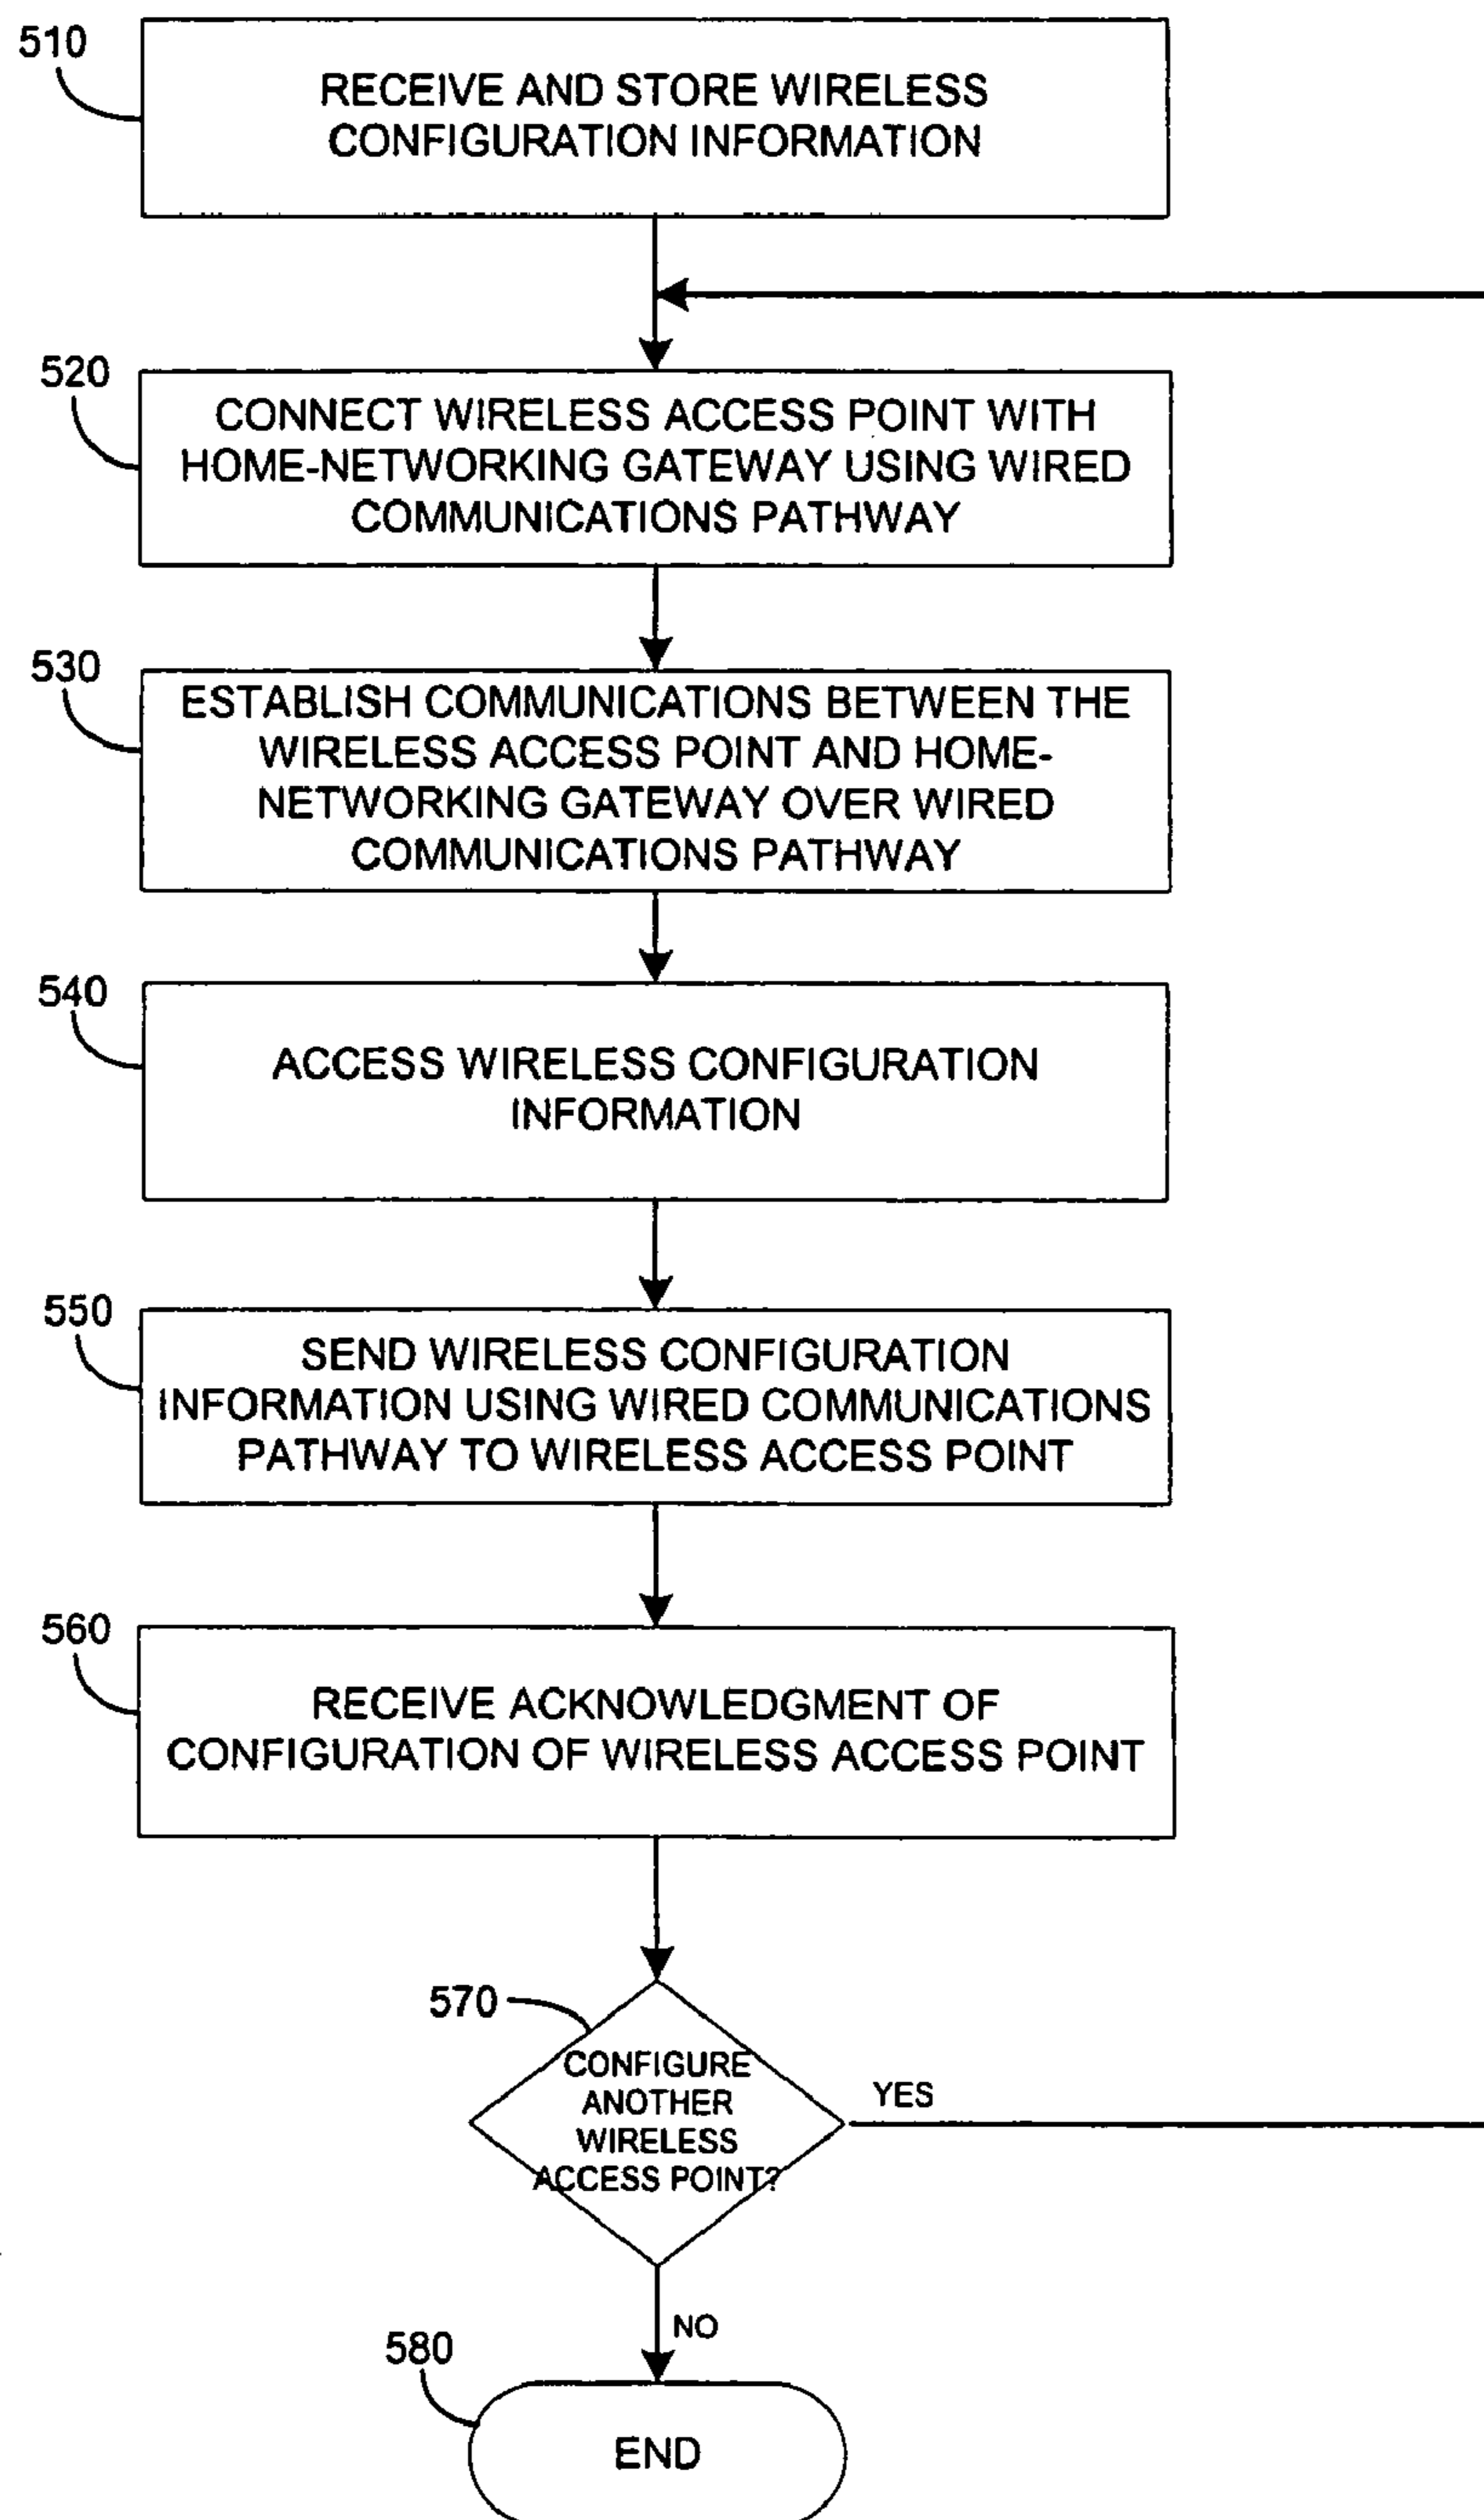 510
RECEIVE AND STORE WIRELESS
CONFIGURATION INFORMATION
520
CONNECT WIRELESS ACCESS POINT WITH
HOME-NETWORKING GATEWAY USING WIRED
COMMUNICATIONS PATHWAY
530
ESTABLISH COMMUNICATIONS BETWEEN THE
WIRELESS ACCESS POINT AND HOME-
NETWORKING GATEWAY OVER WIRED
COMMUNICATIONS PATHWAY
540
ACCESS WIRELESS CONFIGURATION
INFORMATION
550
SEND WIRELESS CONFIGURATION
INFORMATION USING WIRED COMMUNICATIONS
PATHWAY TO WIRELESS ACCESS POINT
560
RECEIVE ACKNOWLEDGMENT OF
CONFIGURATION OF WIRELESS ACCESS POINT
570
CONFIGURE
ANOTHER
WIRELESS
ACCESS POINT?
YES
NO
580
END